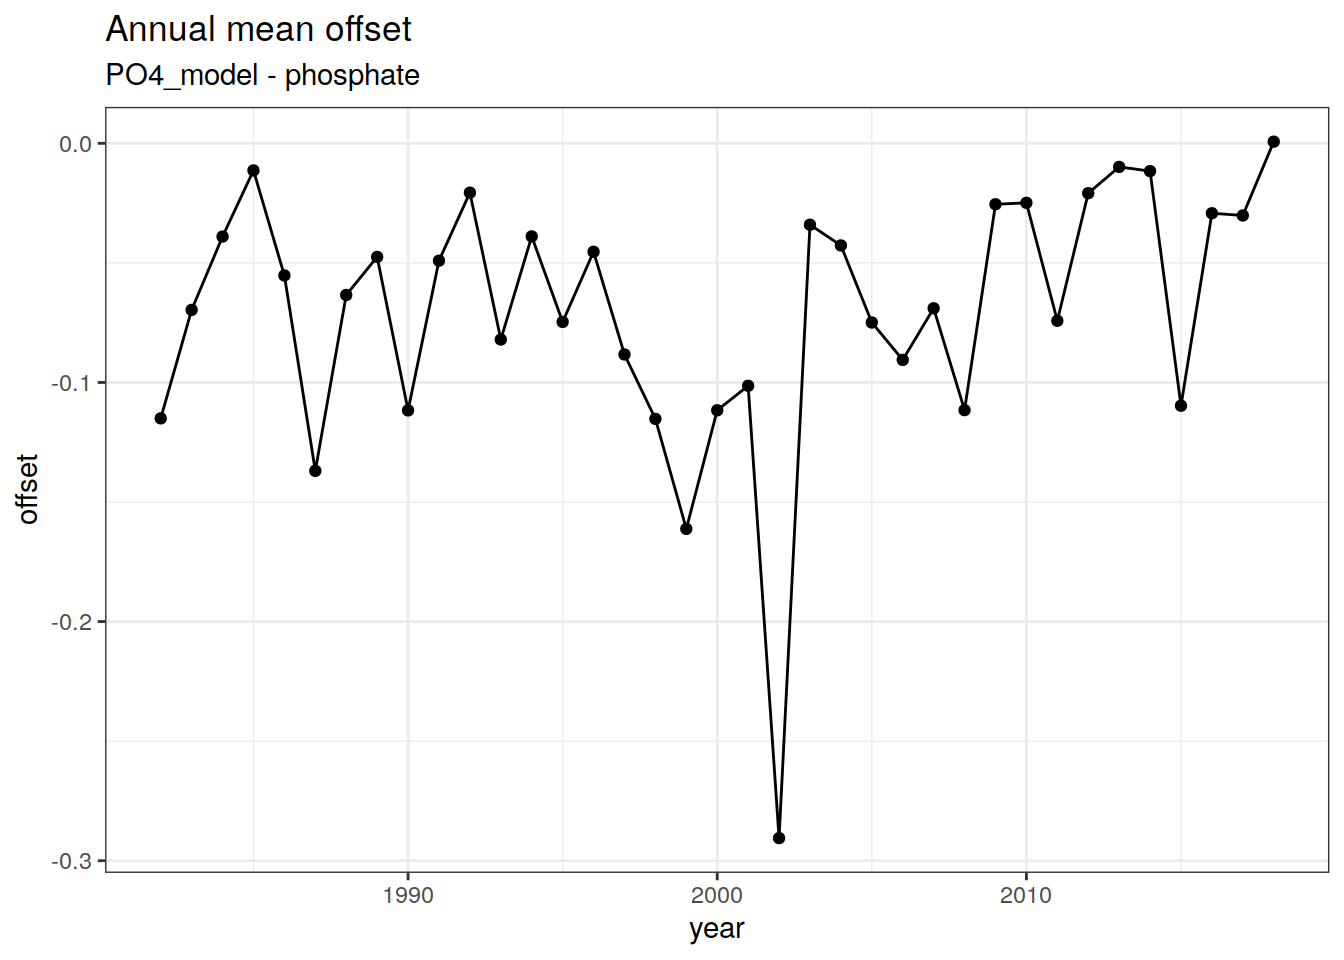 Annual mean offset
PO4_model - phosphate
0.0
-0.1
-0.2
-0.3
offset
1990
2000
2010
year